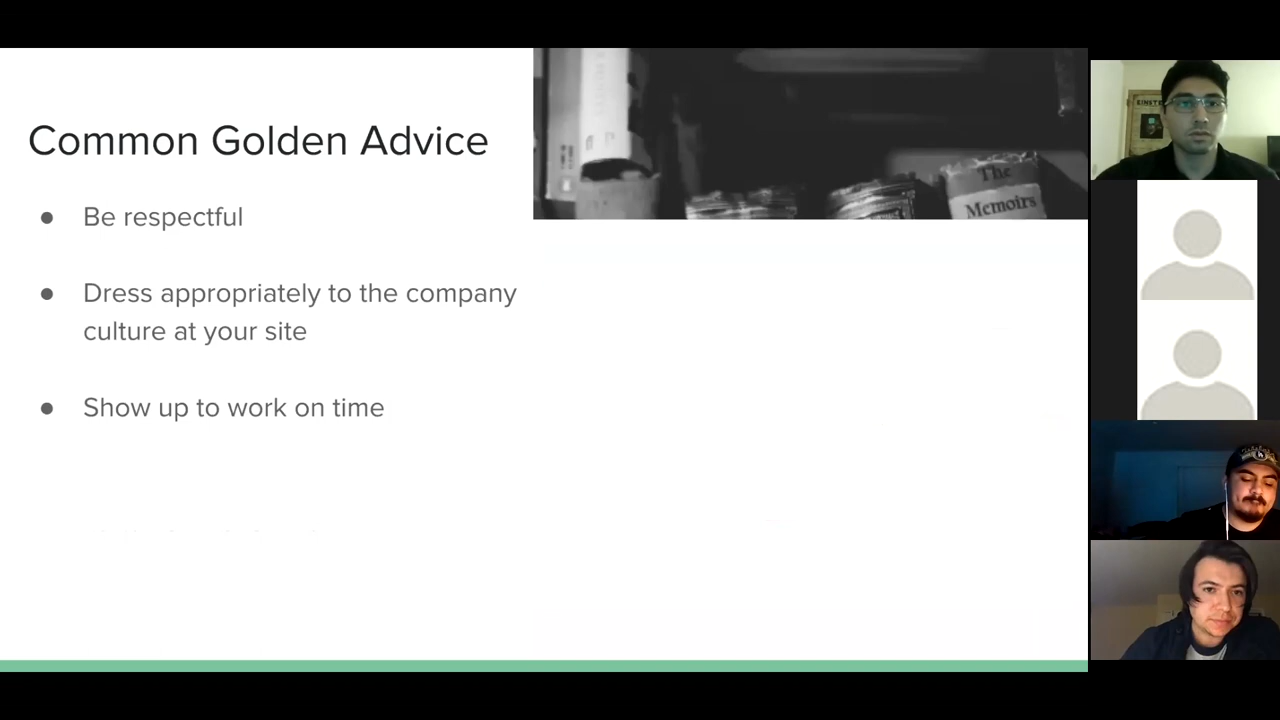 Common Golden Advice
● Be respectful
● Dress appropriately to the company
culture at your site
● Show up to work on time
The
Memoirs